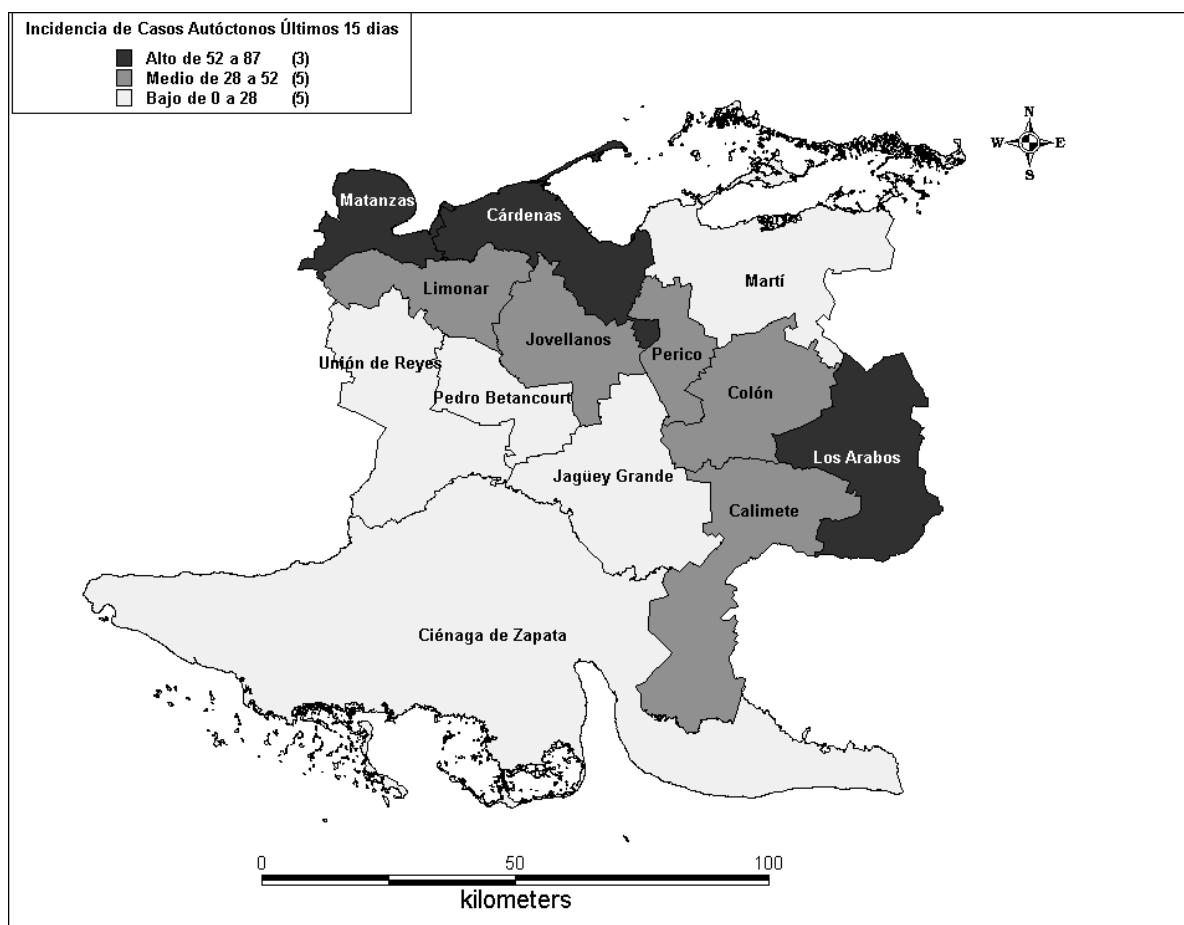 Incidencia de Casos Autóctonos Últimos 15 dias
Alto de 52 a 87 (3)
Medio de 28 a 52 (5)
Bajo de 0 a 28 (5)
N
W E
S
Matanzas
Cárdenas
Martí
Limonar
Jovellanos
Perico
Unión de Reyes
Pedro Betancourt
Colón
Los Arabos
Jagüey Grande
Calimete
Ciénaga de Zapata
0 50 100
kilometers